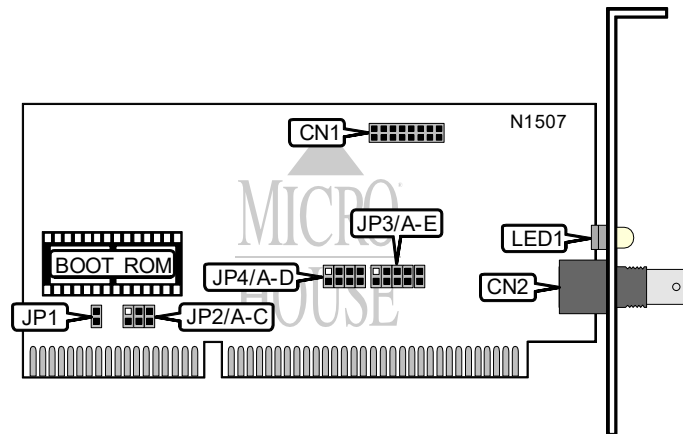 N1507
CN1
MICRO
HOUSE
JP3/A-E
LED1
BOOT ROM
JP4/A-D
CN2
JP1
JP2/A-C